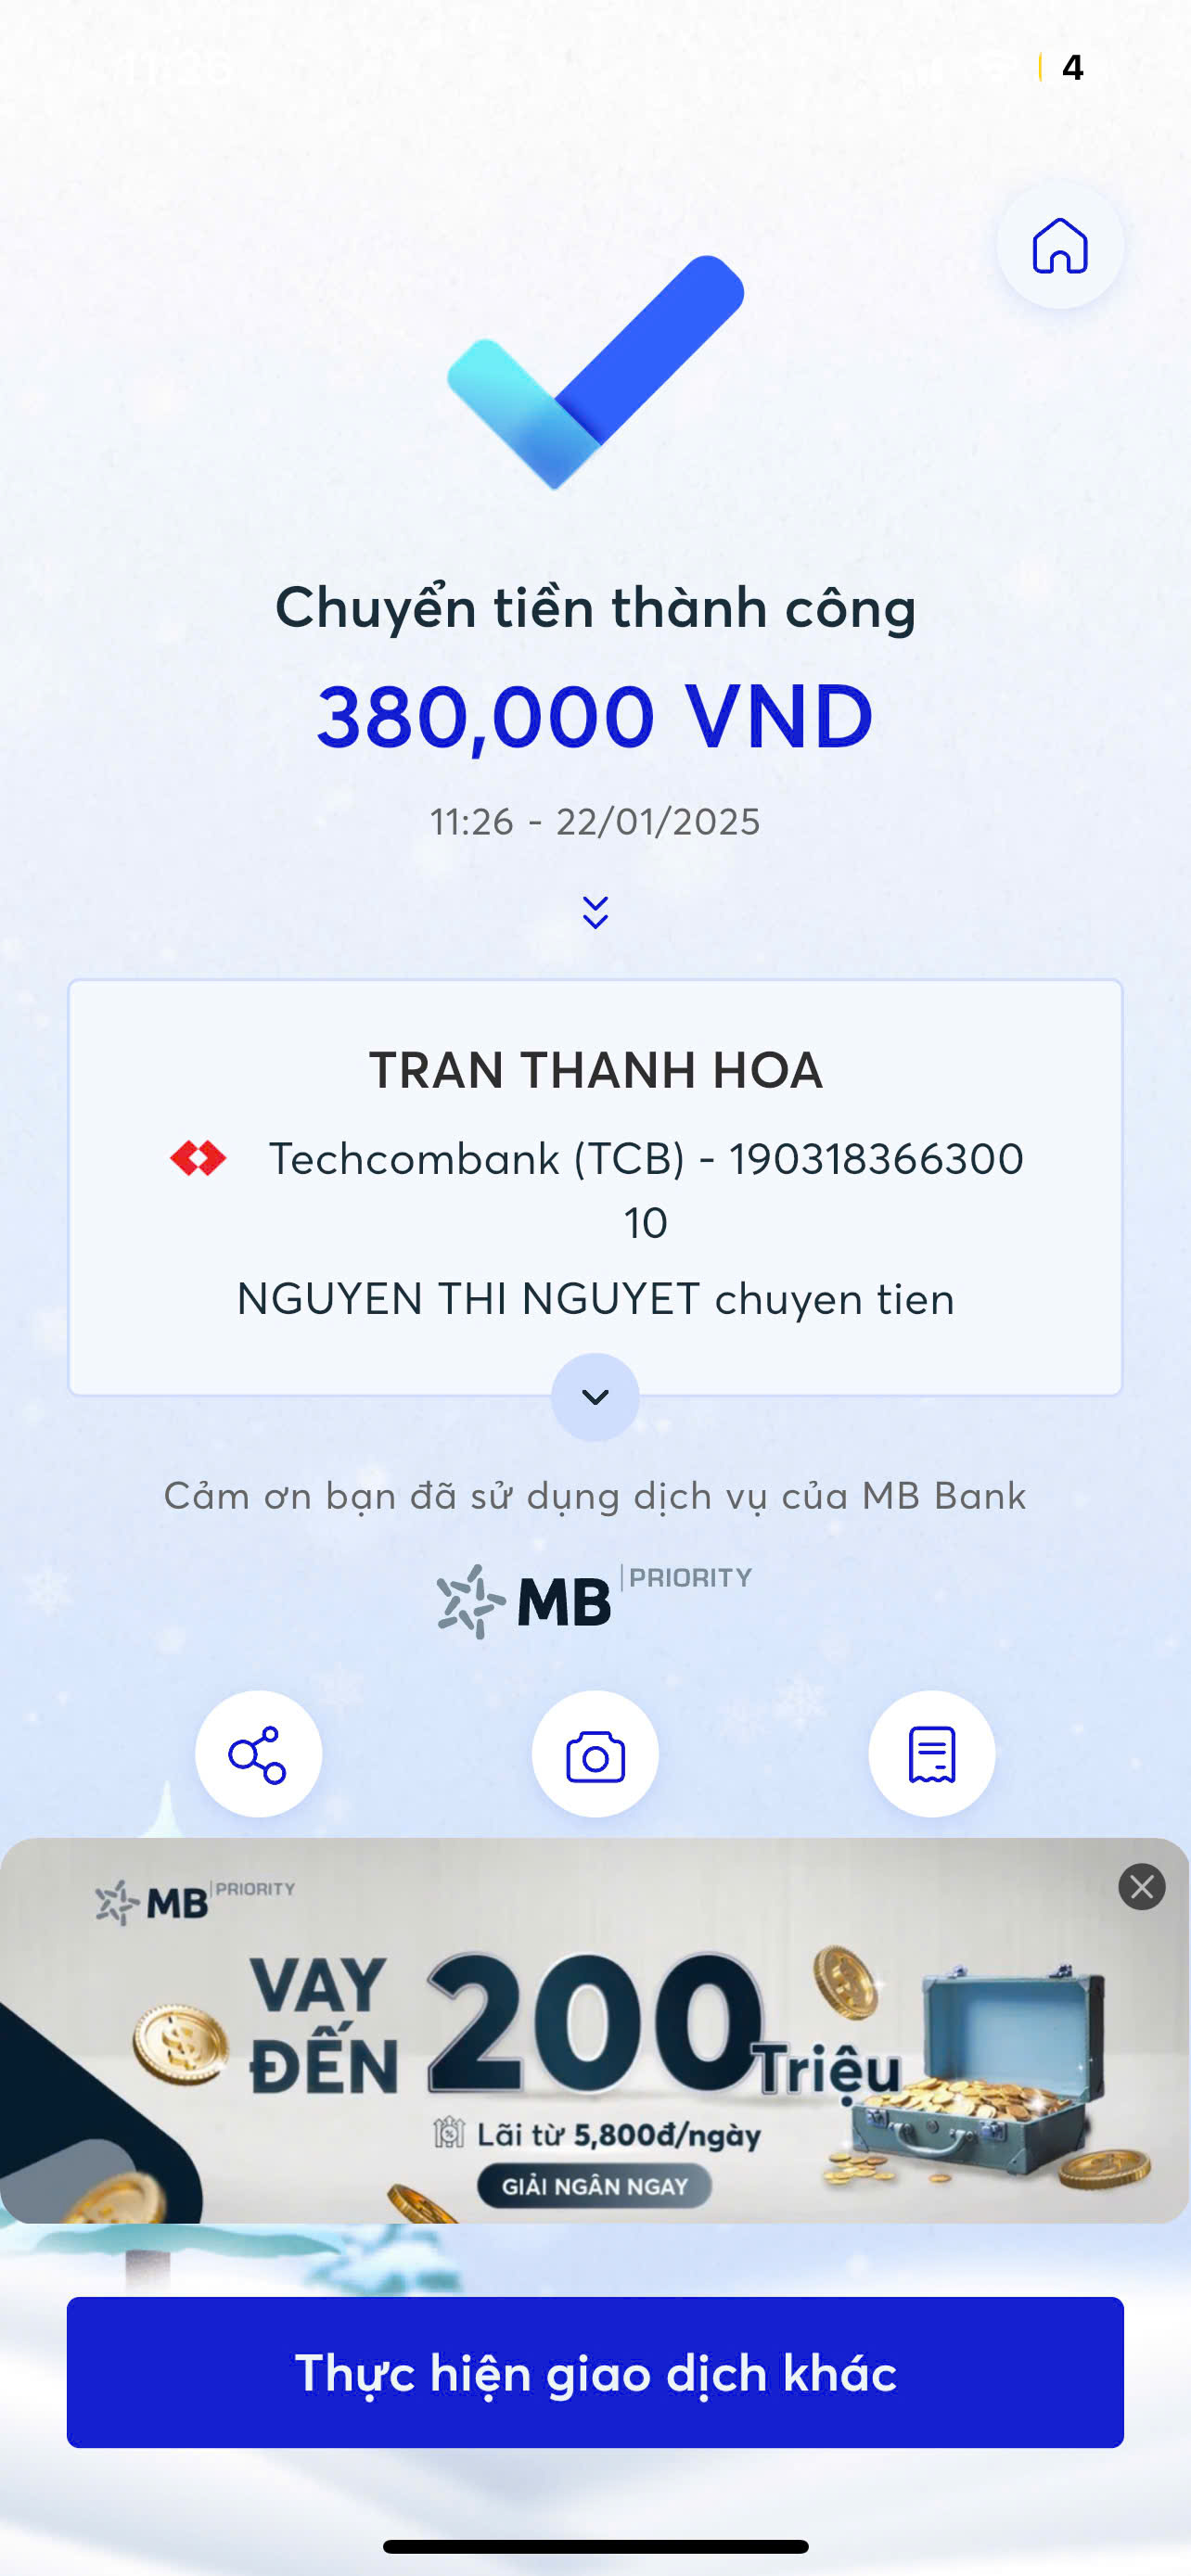 4
Chuyển tiền thành công
380,000 VND
11:26 - 22/01/2025
TRAN THANH HOA
Techcombank (TCB) - 190318366300
10
NGUYEN THI NGUYET chuyen tien
Cảm ơn bạn đã sử dụng dịch vụ của MB Bank
MB PRIORITY
MB PRIORITY
VAY
ĐẾN
200 Triệu
Lãi từ 5,800đ/ngày
GIẢI NGÂN NGAY
Thực hiện giao dịch khác